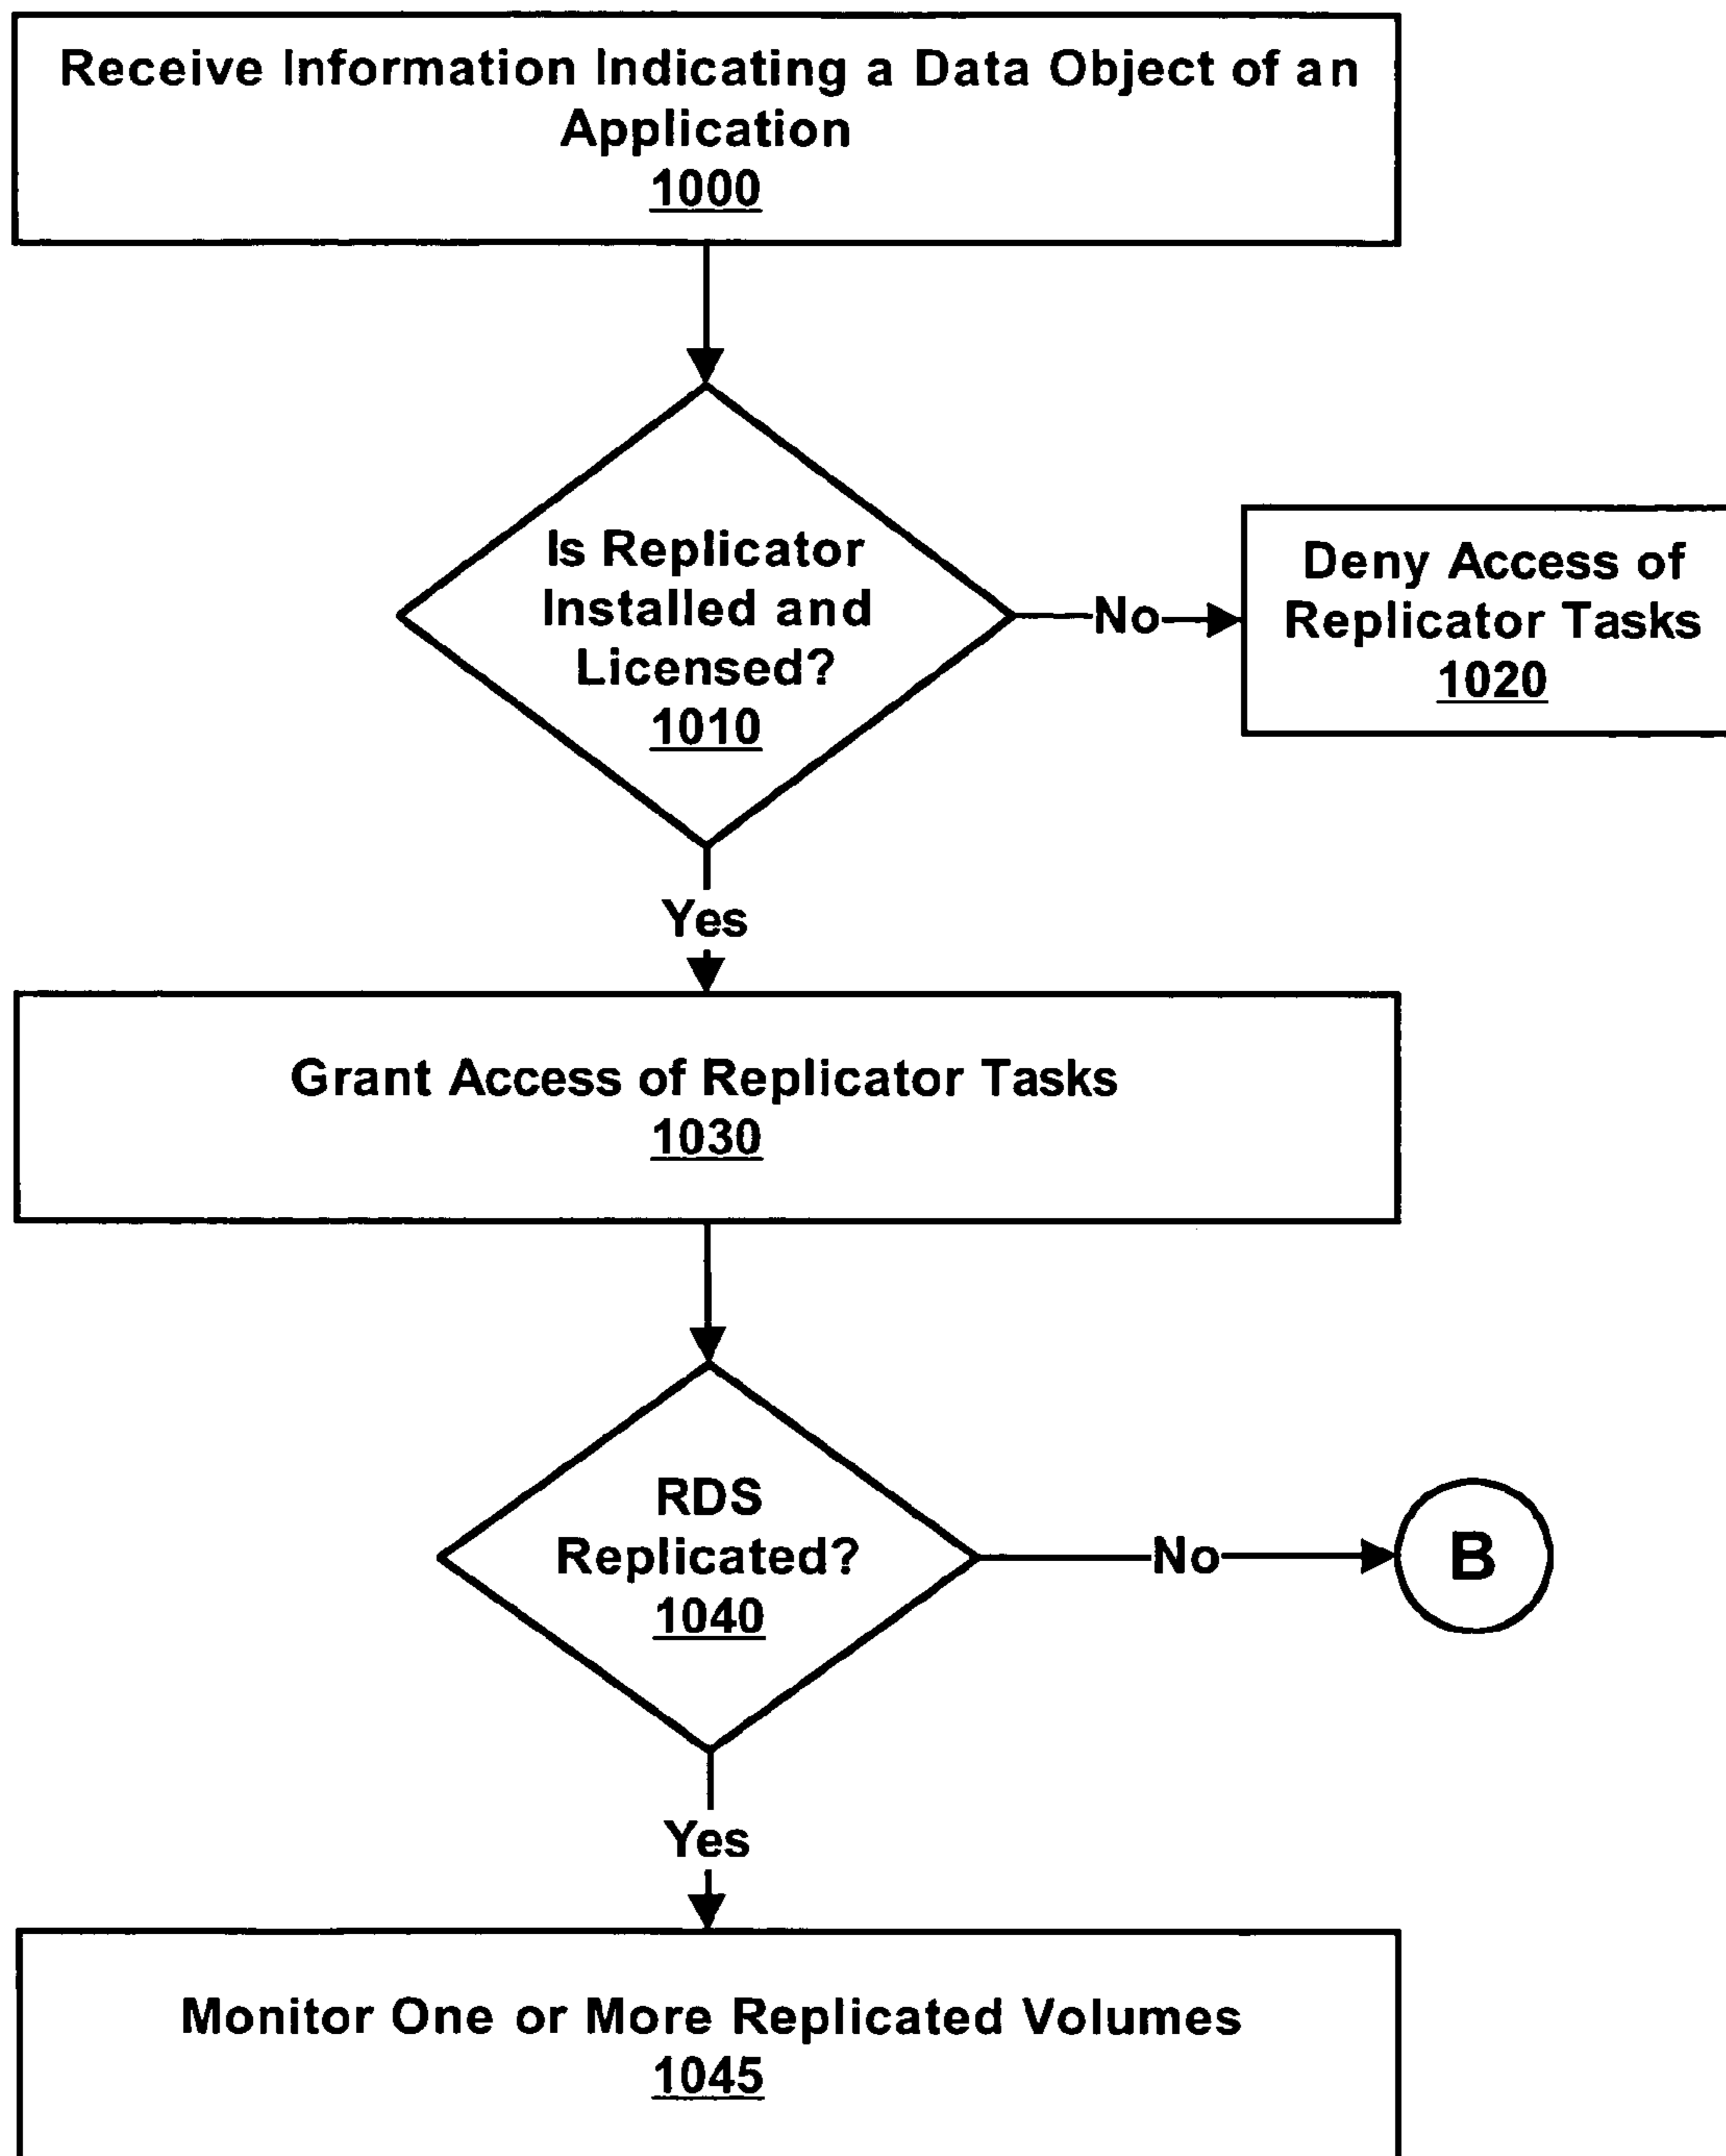 Receive Information Indicating a Data Object of an
Application
1000
Is Replicator
Installed and
Licensed?
1010
No
Deny Access of
Replicator Tasks
1020
Yes
Grant Access of Replicator Tasks
1030
RDS
Replicated?
1040
No
B
Yes
Monitor One or More Replicated Volumes
1045